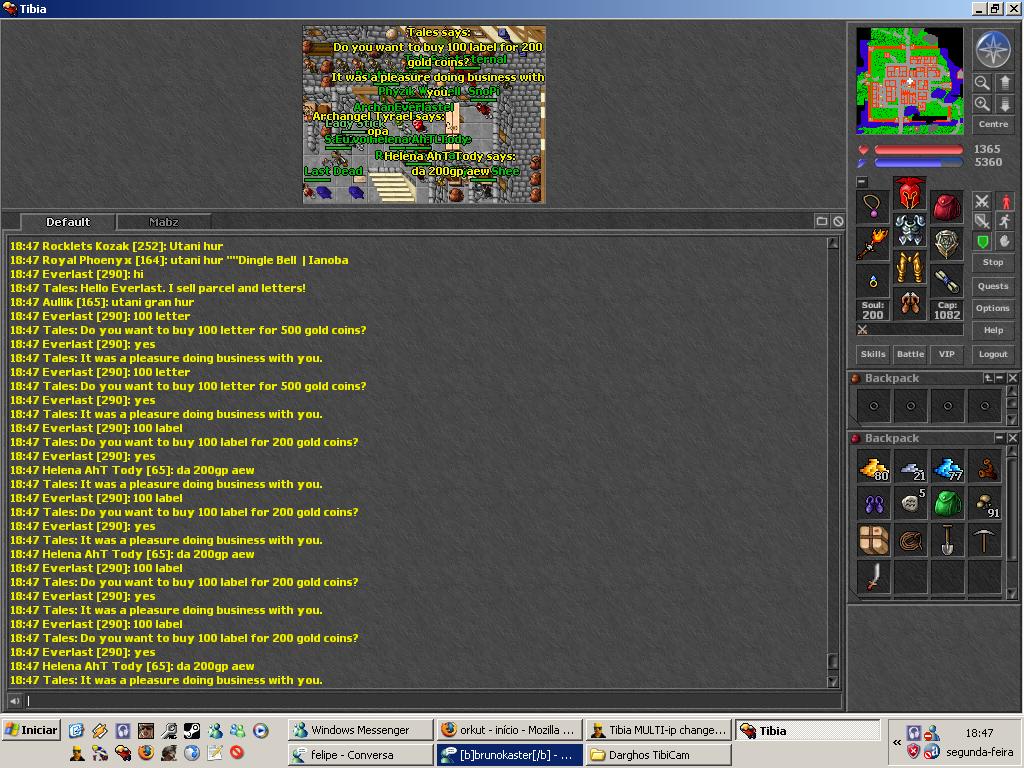 Tibia
Tales says:
Do you want to buy 100 label for 200
gold coins?
It was a pleasure doing business with
you.
Archangel Tyrael says:
opa
Helena AhT Tody says:
Last Dead
da 200gp aew
Default
Mabz
18:47 Rocklets Kozak [252]: Utani hur
18:47 Royal Phoenyx [164]: utani hur """Dingle Bell | Ianoba
18:47 Everlast [290]: hi
18:47 Tales: Hello Everlast. I sell parcel and letters!
18:47 Aullik [165]: utani gran hur
18:47 Everlast [290]: 100 letter
18:47 Tales: Do you want to buy 100 letter for 500 gold coins?
18:47 Everlast [290]: yes
18:47 Tales: It was a pleasure doing business with you.
18:47 Everlast [290]: 100 letter
18:47 Tales: Do you want to buy 100 letter for 500 gold coins?
18:47 Everlast [290]: yes
18:47 Tales: It was a pleasure doing business with you.
18:47 Everlast [290]: 100 label
18:47 Tales: Do you want to buy 100 label for 200 gold coins?
18:47 Everlast [290]: yes
18:47 Helena AhT Tody [65]: da 200gp aew
18:47 Tales: It was a pleasure doing business with you.
18:47 Everlast [290]: 100 label
18:47 Tales: Do you want to buy 100 label for 200 gold coins?
18:47 Everlast [290]: yes
18:47 Tales: It was a pleasure doing business with you.
18:47 Helena AhT Tody [65]: da 200gp aew
18:47 Everlast [290]: 100 label
18:47 Tales: Do you want to buy 100 label for 200 gold coins?
18:47 Everlast [290]: yes
18:47 Tales: It was a pleasure doing business with you.
18:47 Everlast [290]: 100 label
18:47 Tales: Do you want to buy 100 label for 200 gold coins?
18:47 Everlast [290]: yes
18:47 Helena AhT Tody [65]: da 200gp aew
18:47 Tales: It was a pleasure doing business with you.
Centre
1365
5360
Soul:
200
Cap:
1082
Stop
Quests
Options
Help
Skills
Battle
VIP
Logout
Backpack
Backpack
80
21
77
5
91
Iniciar
Windows Messenger
orkut - início - Mozilla ...
Tibia MULTI-ip change...
Tibia
felipe - Conversa
[b]brunokaster[/b] - ...
Darghos TibiCam
«
18:47
segunda-feira